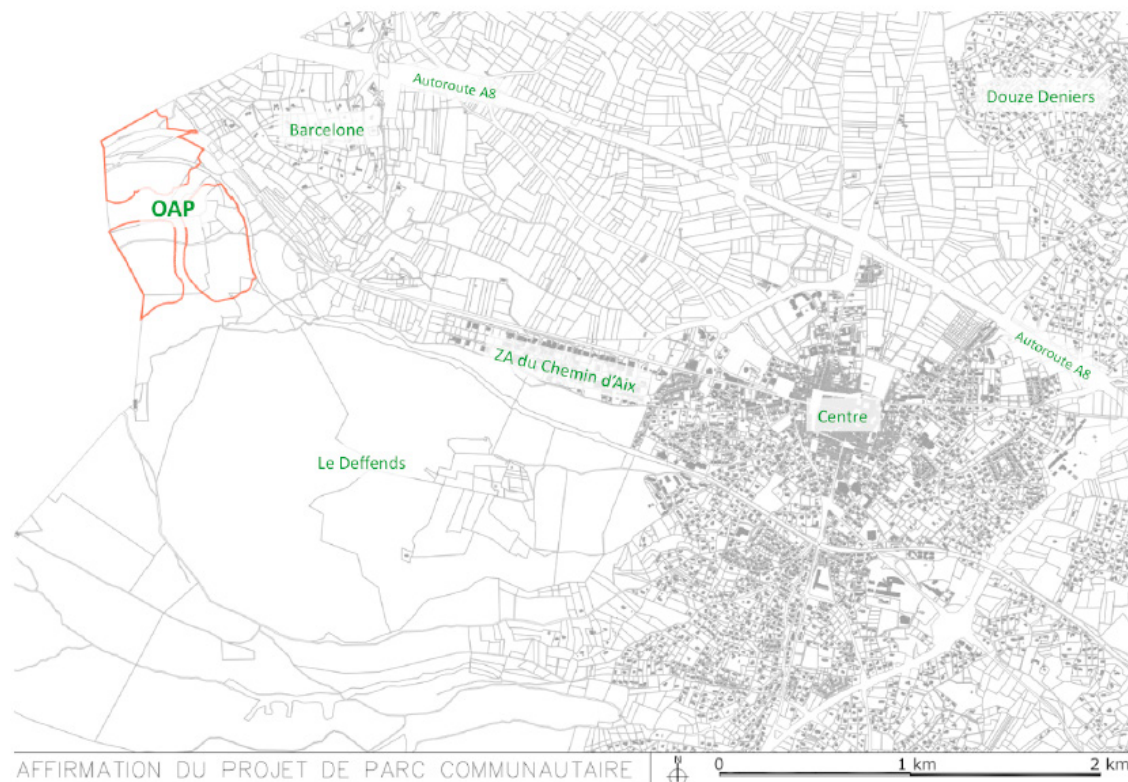 Autoroute A8
Douze Deniers
Barcelone
OAP
Autoroute A8
ZA du Chemin d'Aix
Centre
Le Deffends
AFFIRMATION DU PROJET DE PARC COMMUNAUTAIRE
N
0 1 km 2 km